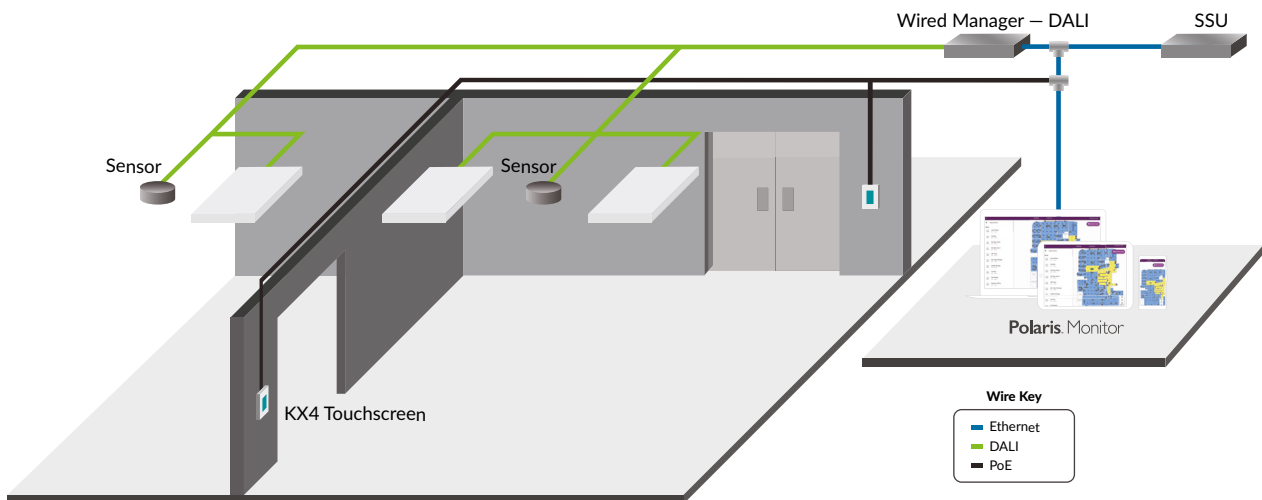 Wired Manager — DALI
SSU
Sensor
Sensor
KX4 Touchscreen
Polaris. Monitor
Wire Key
Ethernet
DALI
PoE